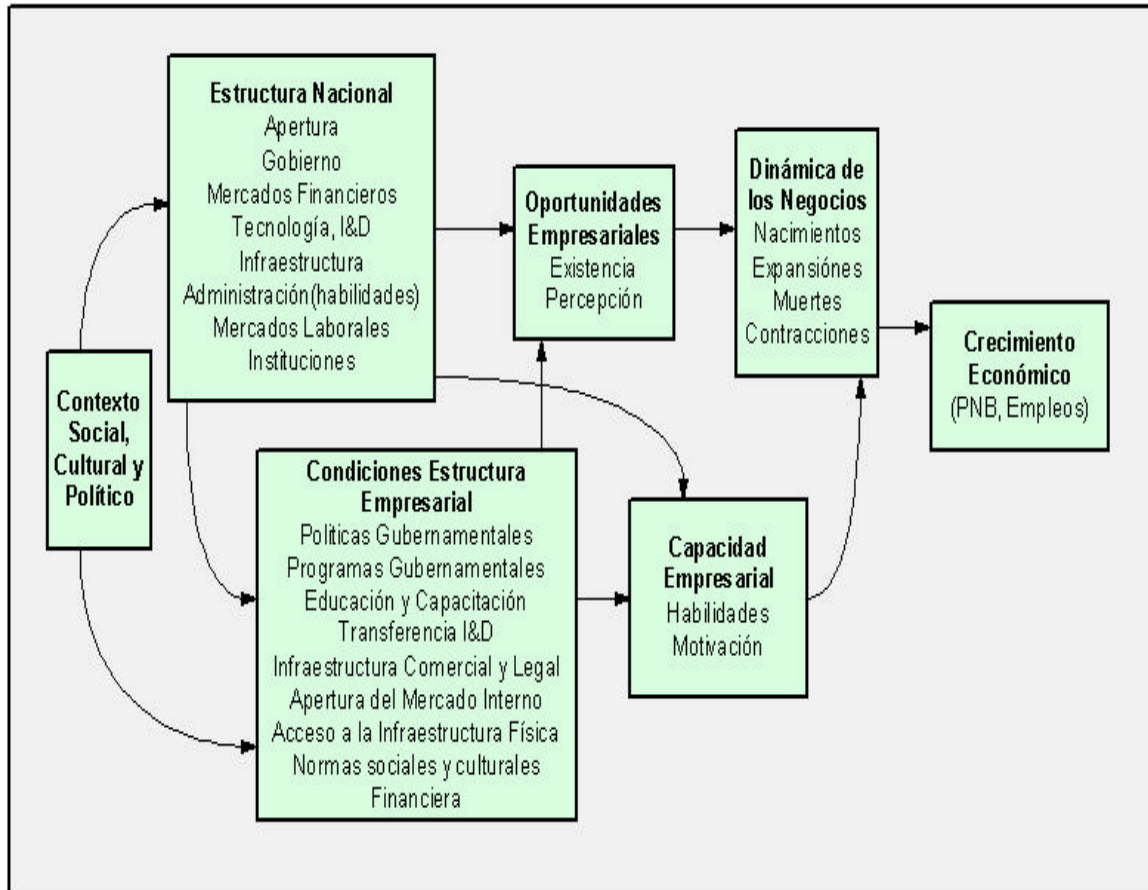 Estructura Nacional
Apertura
Gobierno
Mercados Financieros
Tecnología, I&D
Infraestructura
Administración(habilidades)
Mercados Laborales
Instituciones
Oportunidades
Empresariales
Existencia
Percepción
Dinámica de
los Negocios
Nacimientos
Expansiónes
Muertes
Contracciones
Crecimiento
Económico
(PNB, Empleos)
Contexto
Social,
Cultural y
Político
Condiciones Estructura
Empresarial
Políticas Gubernamentales
Programas Gubernamentales
Educación y Capacitación
Transferencia I&D
Infraestructura Comercial y Legal
Apertura del Mercado Interno
Acceso a la Infraestructura Física
Normas sociales y culturales
Financiera
Capacidad
Empresarial
Habilidades
Motivación